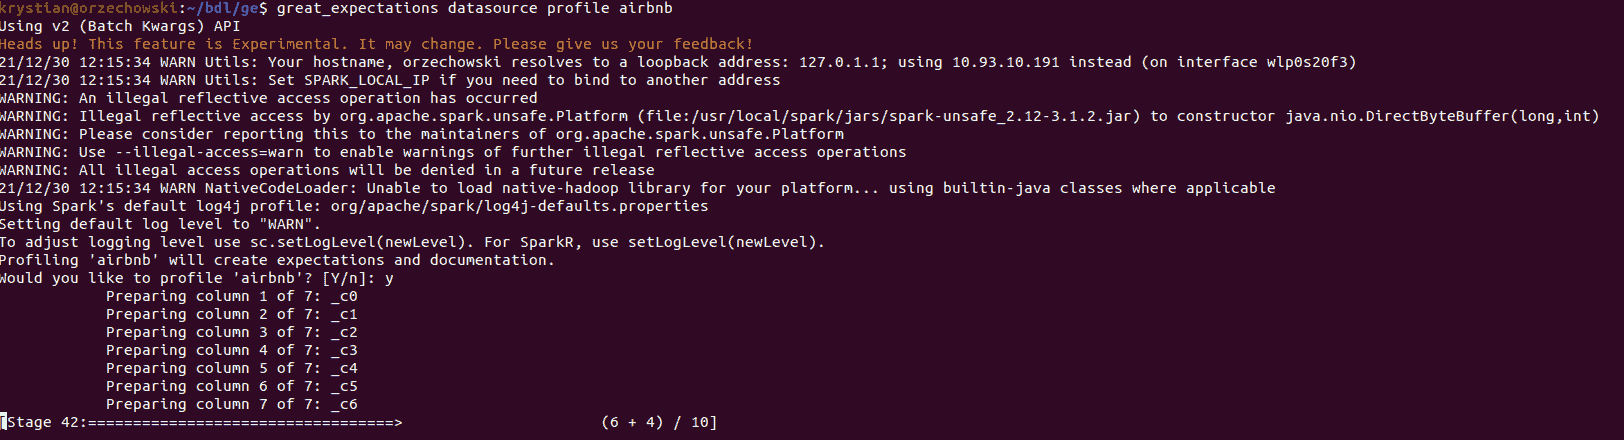 krystian@orzechowski:~/bdl/ge$ great_expectations datasource profile airbnb
Using v2 (Batch Kwargs) API
Heads up! This feature is Experimental. It may change. Please give us your feedback!
21/12/30 12:15:34 WARN Utils: Your hostname, orzechowski resolves to a loopback address: 127.0.1.1; using 10.93.10.191 instead (on interface wlp0s20f3)
21/12/30 12:15:34 WARN Utils: Set SPARK_LOCAL_IP if you need to bind to another address
WARNING: An illegal reflective access operation has occurred
WARNING: Illegal reflective access by org.apache.spark.unsafe.Platform (file:/usr/local/spark/jars/spark-unsafe_2.12-3.1.2.jar) to constructor java.nio.DirectByteBuffer(long,int)
WARNING: Please consider reporting this to the maintainers of org.apache.spark.unsafe.Platform
WARNING: Use --illegal-access=warn to enable warnings of further illegal reflective access operations
WARNING: All illegal access operations will be denied in a future release
21/12/30 12:15:34 WARN NativeCodeLoader: Unable to load native-hadoop library for your platform... using builtin-java classes where applicable
Using Spark's default log4j profile: org/apache/spark/log4j-defaults.properties
Setting default log level to "WARN".
To adjust logging level use sc.setLogLevel(newLevel). For SparkR, use setLogLevel(newLevel).
Profiling 'airbnb' will create expectations and documentation.
Would you like to profile 'airbnb'? [Y/n]: y
Preparing column 1 of 7: _c0
Preparing column 2 of 7: _c1
Preparing column 3 of 7: _c2
Preparing column 4 of 7: _c3
Preparing column 5 of 7: _c4
Preparing column 6 of 7: _c5
Preparing column 7 of 7: _c6
[Stage 42:==================================> (6 + 4) / 10]